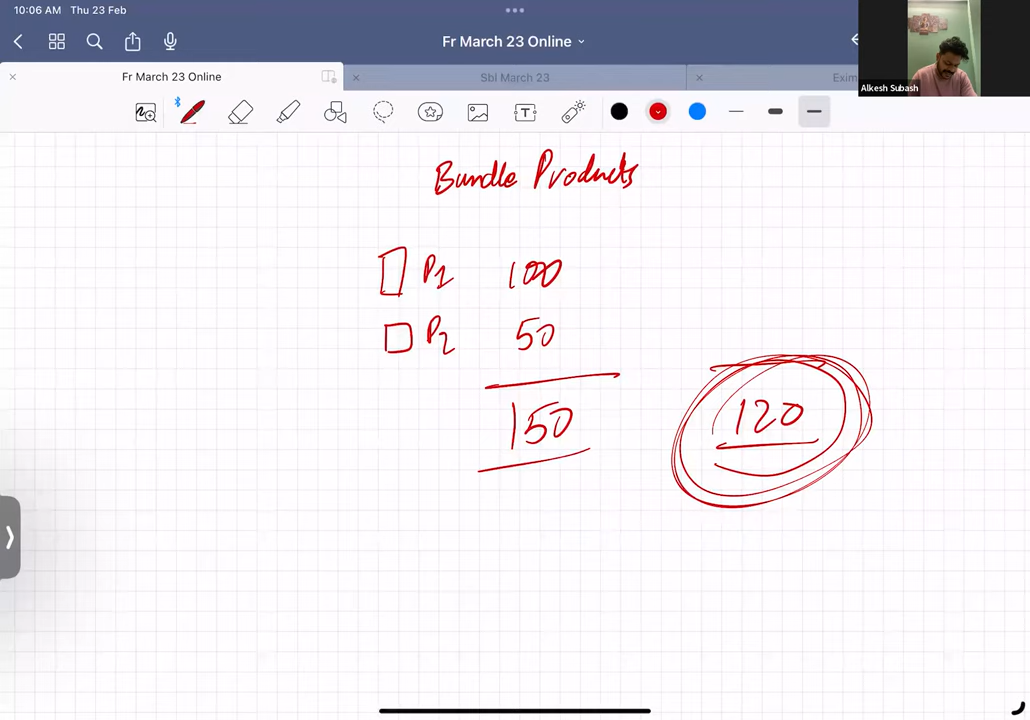 10:06 AM Thu 23 Feb
Fr March 23 Online
Alkesh Subash
Fr March 23 Online
Sbl March 23
Exim
Bundle Products
P1 100
P2 50
150
120